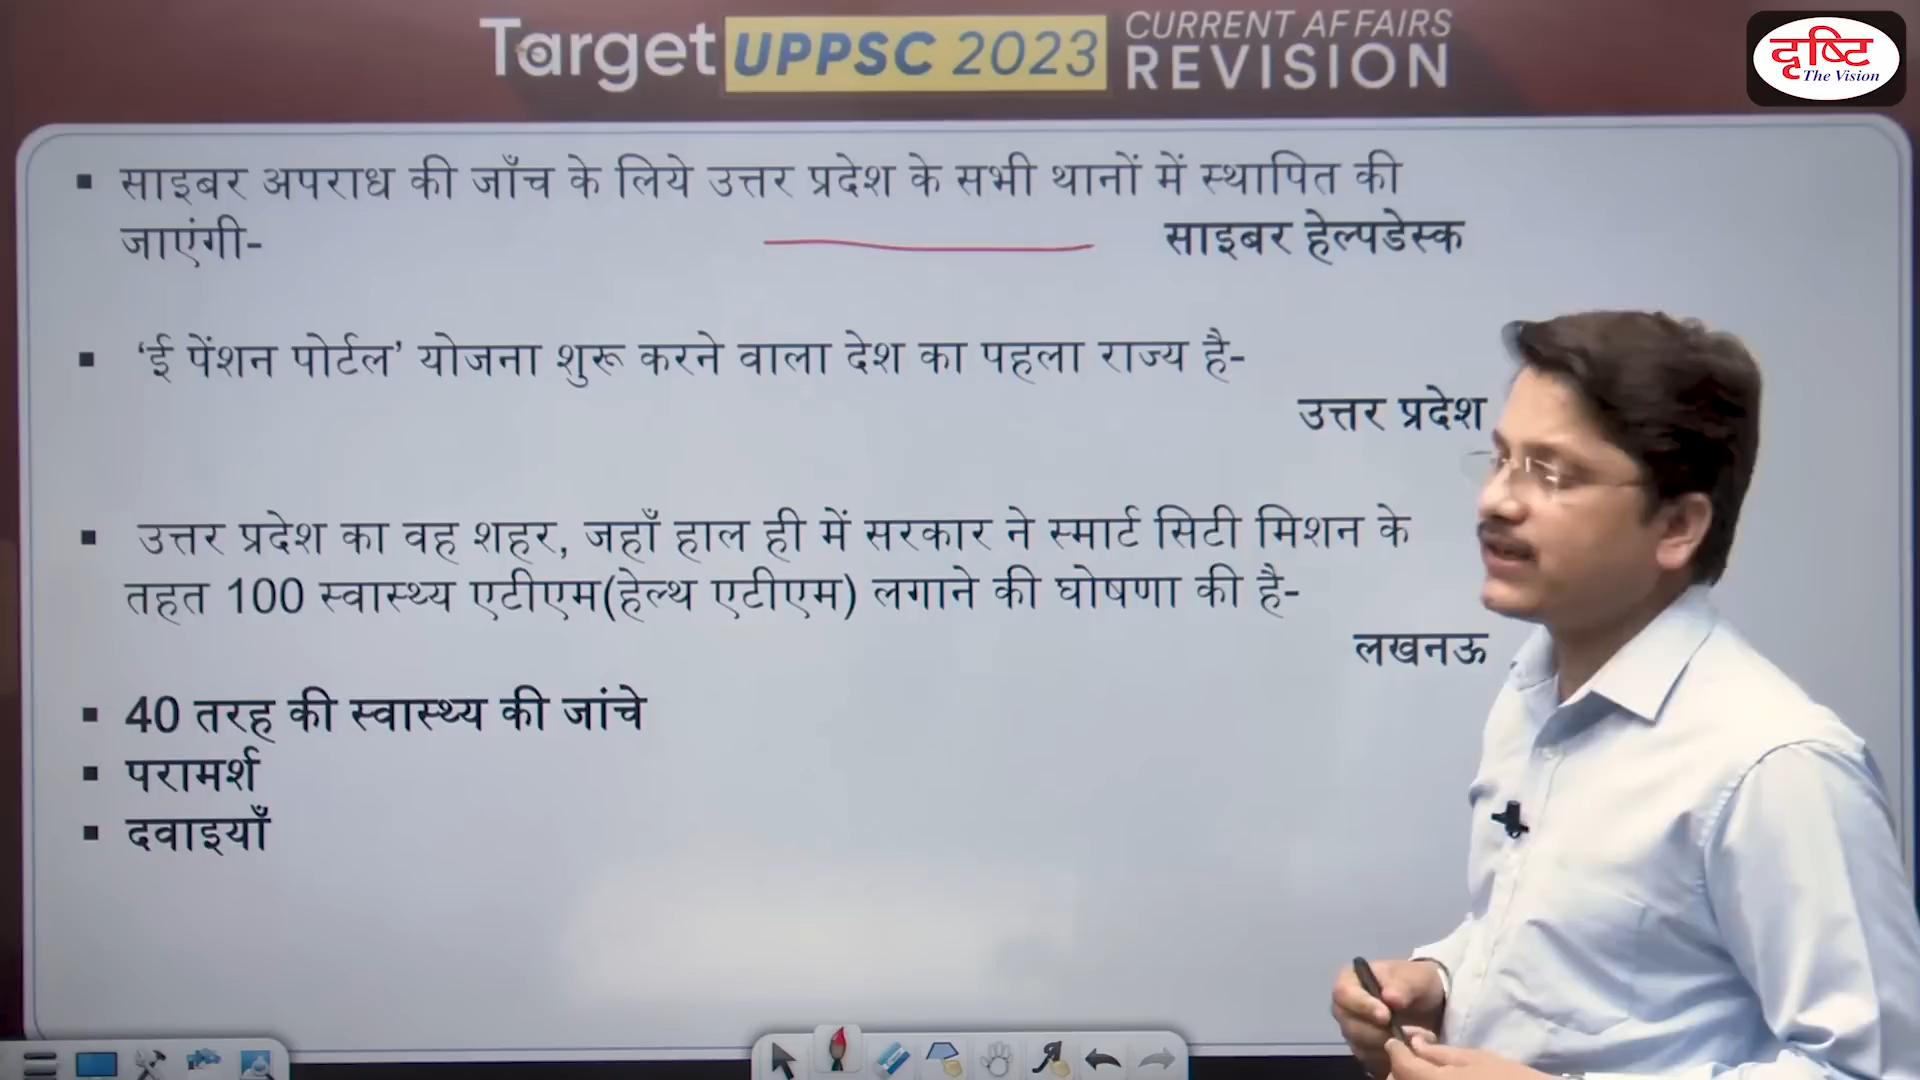 Target UPPSC 2023 CURRENT AFFAIRS REVISION
दृष्टि
The Vision
▪ साइबर अपराध की जाँच के लिये उत्तर प्रदेश के सभी थानों में स्थापित की
जाएंगी- साइबर हेल्पडेस्क
▪ ‘ई पेंशन पोर्टल’ योजना शुरू करने वाला देश का पहला राज्य है-
उत्तर प्रदेश
▪ उत्तर प्रदेश का वह शहर, जहाँ हाल ही में सरकार ने स्मार्ट सिटी मिशन के
तहत 100 स्वास्थ्य एटीएम(हेल्थ एटीएम) लगाने की घोषणा की है-
लखनऊ
▪ 40 तरह की स्वास्थ्य की जांचे
▪ परामर्श
▪ दवाइयाँ